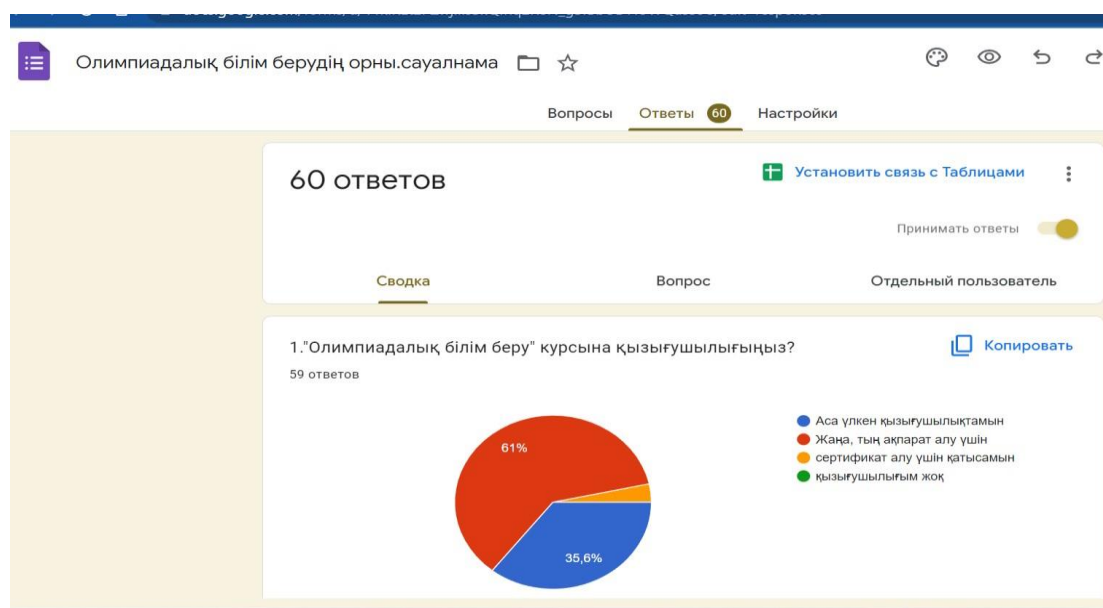 Олимпиадалық білім берудің орны.сауалнама
Вопросы Ответы 60 Настройки
60 ответов
Установить связь с Таблицами
Принимать ответы
Сводка Вопрос Отдельный пользователь
1."Олимпиадалық білім беру" курсына қызығушылығыңыз?
Копировать
59 ответов
61%
35,6%
Аса үлкен қызығушылықтамын
Жаңа, тың ақпарат алу үшін
сертификат алу үшін қатысамын
қызығушылығым жоқ